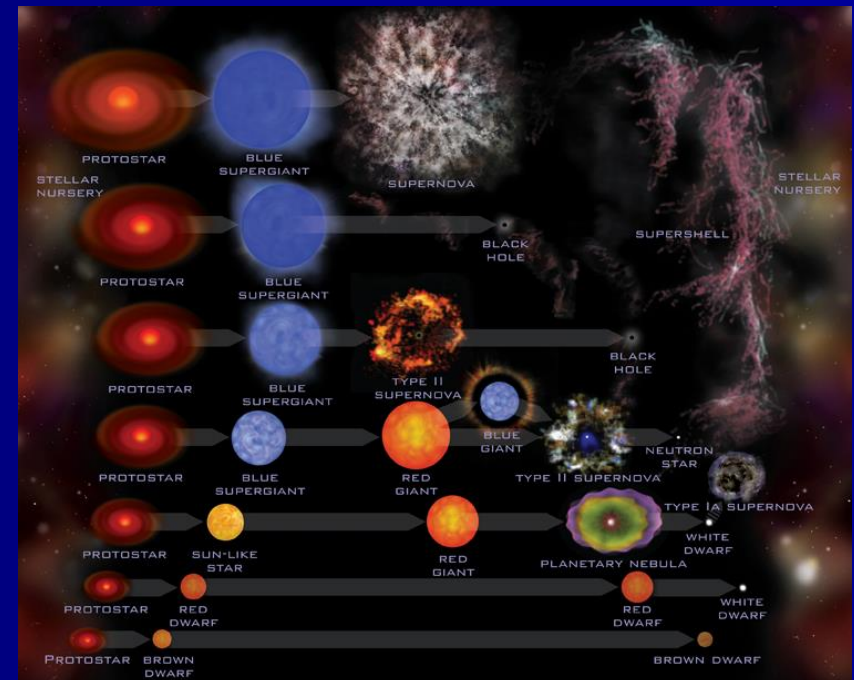 PROTOSTAR
BLUE
SUPERGIANT
SUPERNOVA
STELLAR
NURSERY
STELLAR
NURSERY
PROTOSTAR
BLUE
SUPERGIANT
BLACK
HOLE
SUPERSHELL
PROTOSTAR
BLUE
SUPERGIANT
TYPE II
SUPERNOVA
BLACK
HOLE
PROTOSTAR
BLUE
SUPERGIANT
RED
GIANT
BLUE
GIANT
TYPE II SUPERNOVA
NEUTRON
STAR
TYPE IA SUPERNOVA
PROTOSTAR
SUN-LIKE
STAR
RED
GIANT
PLANETARY NEBULA
WHITE
DWARF
PROTOSTAR
RED
DWARF
RED
DWARF
WHITE
DWARF
PROTOSTAR
BROWN
DWARF
BROWN DWARF